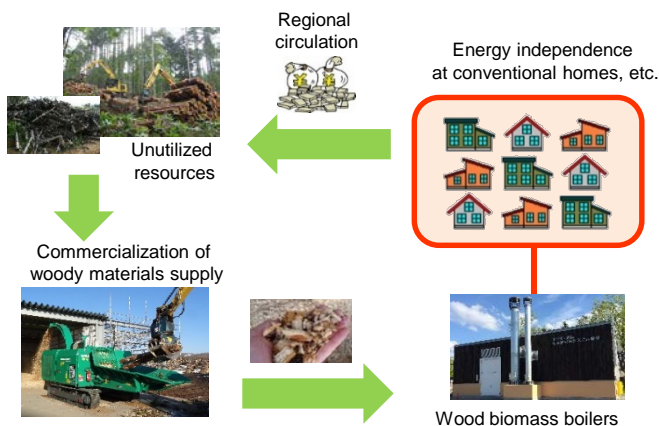 Regional
circulation
Energy independence
at conventional homes, etc.
¥ ¥
Unutilized
resources
Commercialization of
woody materials supply
Wood biomass boilers